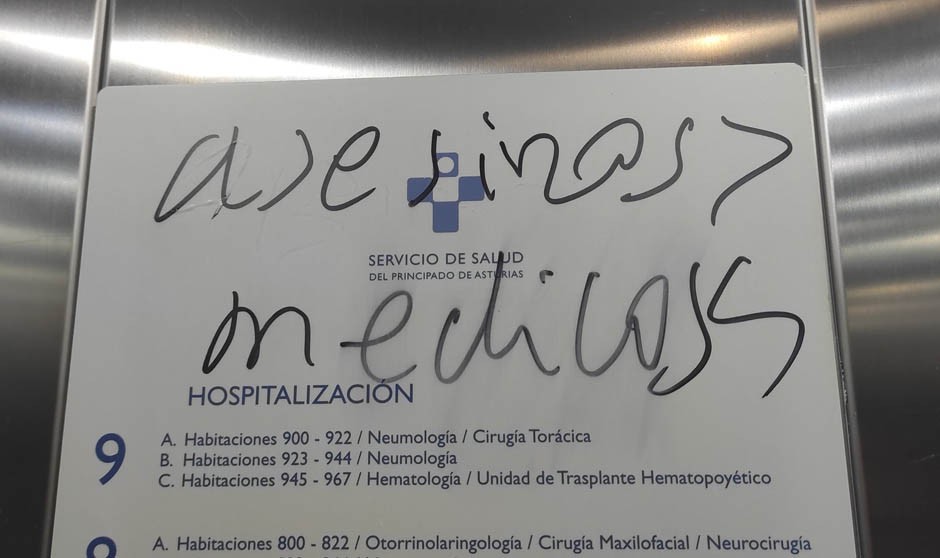 asesinos
SERVICIO DE SALUD
DEL PRINCIPADO DE ASTURIAS
medicos
HOSPITALIZACIÓN
9 A. Habitaciones 900 - 922 / Neumología / Cirugía Torácica
B. Habitaciones 923 - 944 / Neumología
C. Habitaciones 945 - 967 / Hematología / Unidad de Trasplante Hematopoyético
A. Habitaciones 800 - 822 / Otorrinolaringología / Cirugía Maxilofacial / Neurocirugía